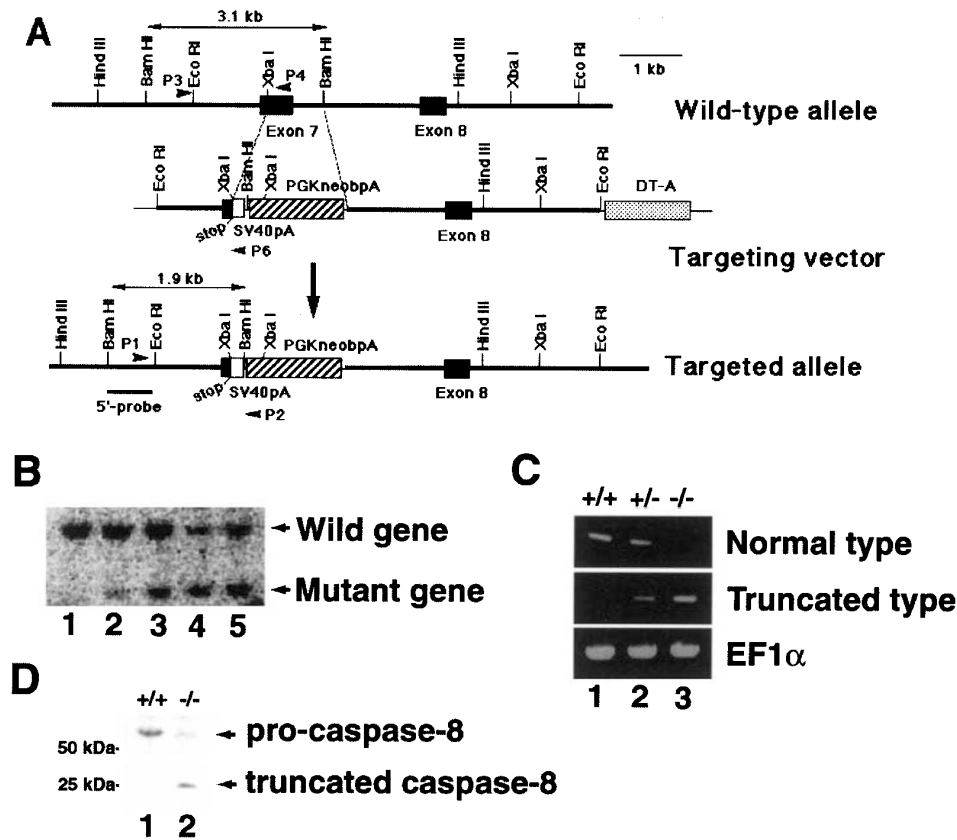 A
3.1 kb
Hind III
Bam HI
P3
Eco RI
Xba I
P4
Bam HI
Hind III
Xba I
Eco RI
1 kb
Exon 7
Exon 8
Wild-type allele
Eco RI
Xba I
Bam HI
Xba I
PGKneobpA
Hind III
Xba I
Eco RI
DT-A
stop
SV40pA
P6
Exon 8
Targeting vector
1.9 kb
Hind III
Bam HI
P1
Eco RI
Xba I
Bam HI
Xba I
PGKneobpA
Hind III
Xba I
Eco RI
Targeted allele
5'-probe
stop
SV40pA
P2
Exon 8
B
Wild gene
Mutant gene
1 2 3 4 5
C
+/+ +/- -/-
Normal type
Truncated type
EF1α
1 2 3
D
+/+ -/-
50 kDa-
pro-caspase-8
25 kDa-
truncated caspase-8
1 2